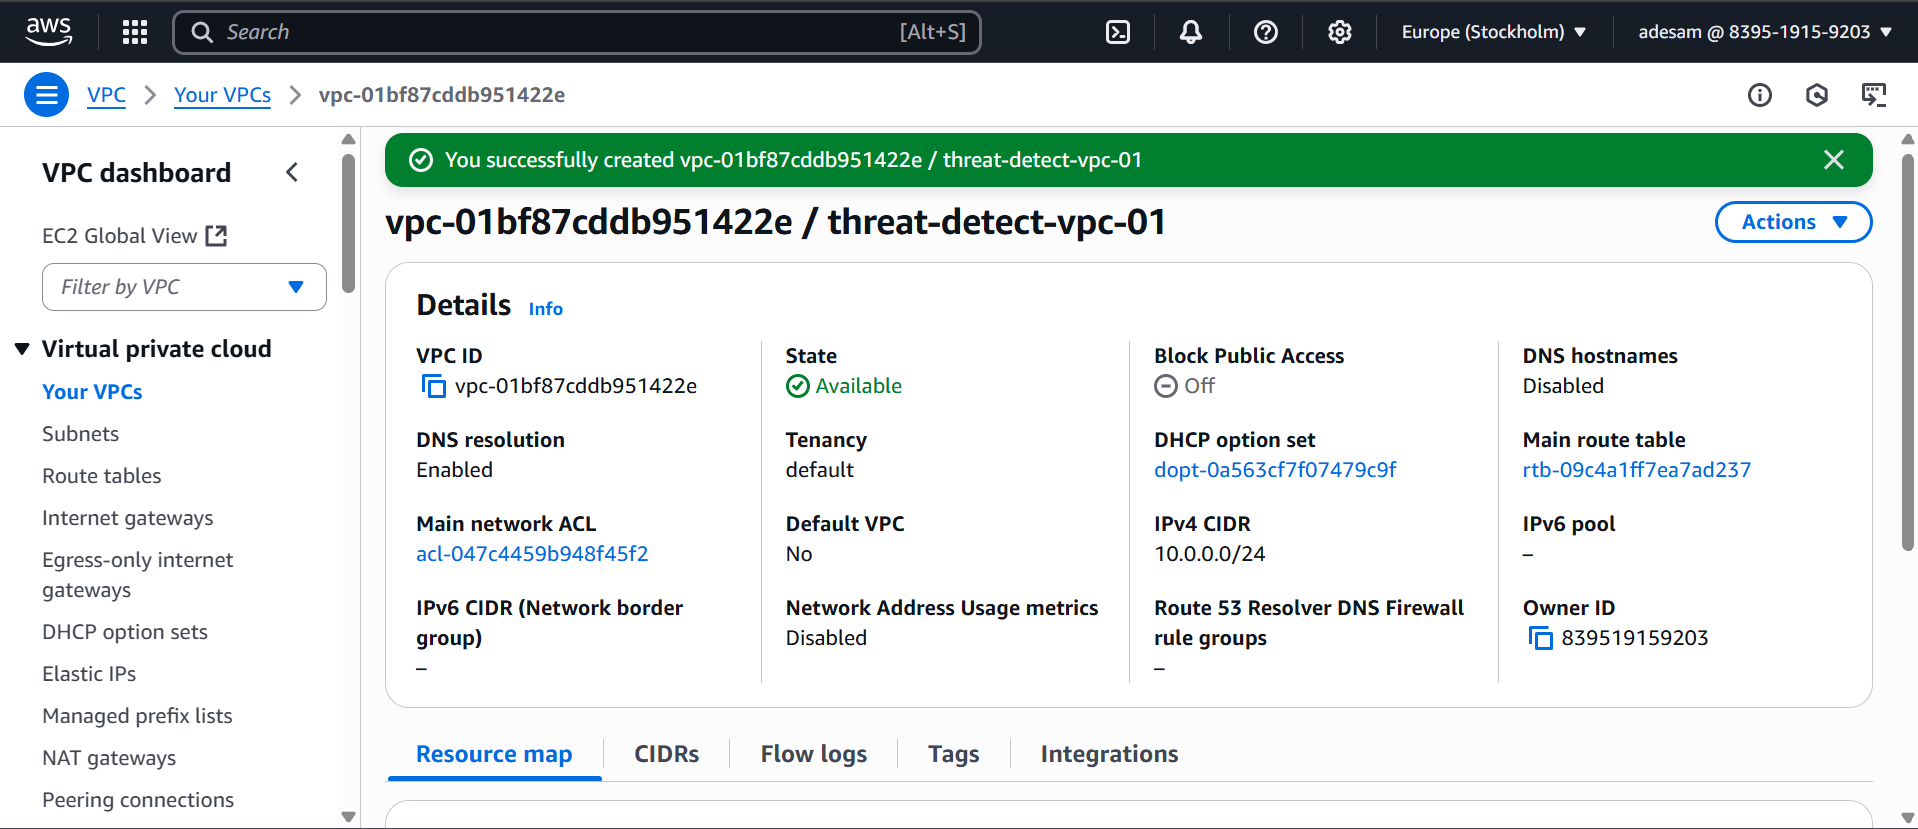 aws
Search
[Alt+S]
Europe (Stockholm)
adesam @ 8395-1915-9203
VPC
Your VPCs
vpc-01bf87cddb951422e
VPC dashboard
EC2 Global View
Filter by VPC
Virtual private cloud
Your VPCs
Subnets
Route tables
Internet gateways
Egress-only internet
gateways
DHCP option sets
Elastic IPs
Managed prefix lists
NAT gateways
Peering connections
You successfully created vpc-01bf87cddb951422e / threat-detect-vpc-01
vpc-01bf87cddb951422e / threat-detect-vpc-01
Actions
Details Info
VPC ID
vpc-01bf87cddb951422e
State
Available
Block Public Access
Off
DNS hostnames
Disabled
DNS resolution
Enabled
Tenancy
default
DHCP option set
dopt-0a563cf7f07479c9f
Main route table
rtb-09c4a1ff7ea7ad237
Main network ACL
acl-047c4459b948f45f2
Default VPC
No
IPv4 CIDR
10.0.0.0/24
IPv6 pool
–
IPv6 CIDR (Network border
group)
–
Network Address Usage metrics
Disabled
Route 53 Resolver DNS Firewall
rule groups
–
Owner ID
839519159203
Resource map
CIDRs
Flow logs
Tags
Integrations